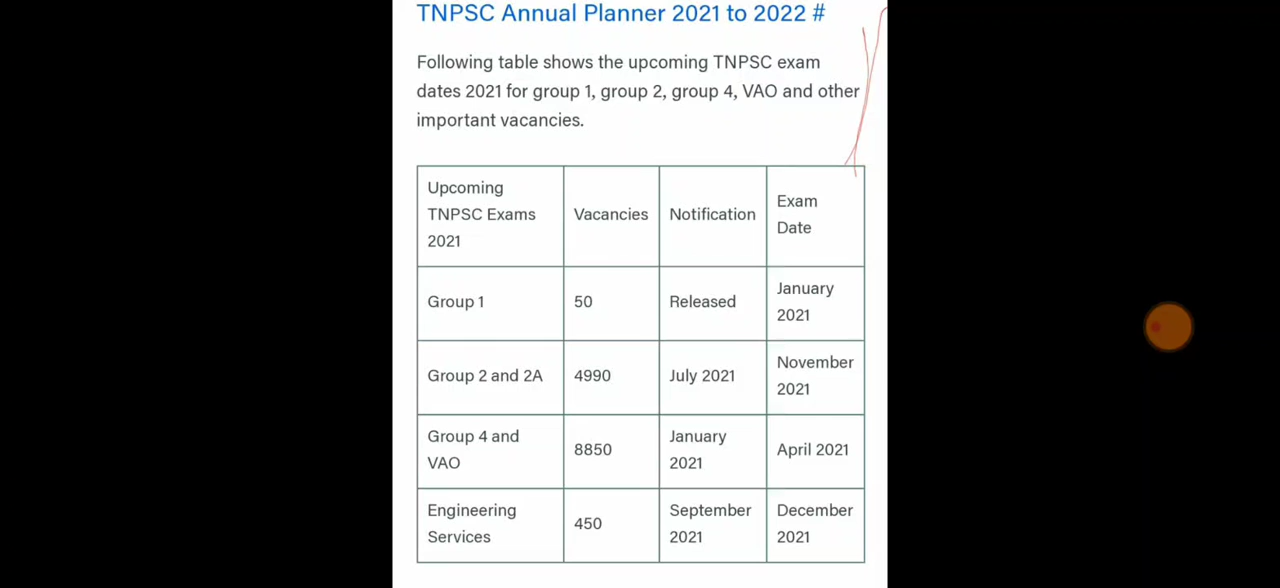 TNPSC Annual Planner 2021 to 2022 #
Following table shows the upcoming TNPSC exam
dates 2021 for group 1, group 2, group 4, VAO and other
important vacancies.
Upcoming
TNPSC Exams
2021
Vacancies
Notification
Exam
Date
Group 1
50
Released
January
2021
Group 2 and 2A
4990
July 2021
November
2021
Group 4 and
VAO
8850
January
2021
April 2021
Engineering
Services
450
September
2021
December
2021